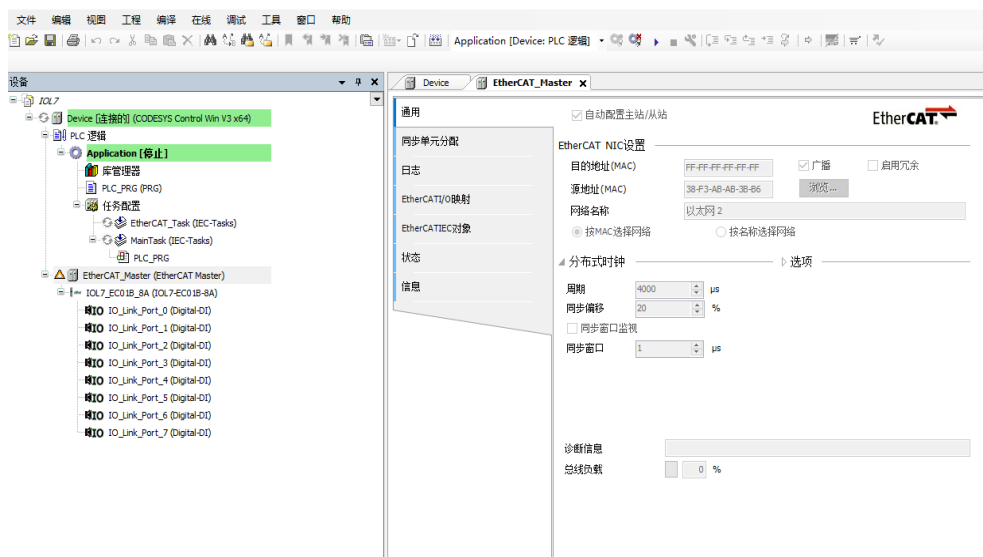 文件 编辑 视图 工程 编译 在线 调试 工具 窗口 帮助
Application [Device: PLC 逻辑]
设备
Device
EtherCAT_Master
IOL7
Device [连接的] (CODESYS Control Win V3 x64)
PLC 逻辑
Application [停止]
库管理器
PLC_PRG (PRG)
任务配置
EtherCAT_Task (IEC-Tasks)
MainTask (IEC-Tasks)
PLC_PRG
EtherCAT_Master (EtherCAT Master)
IOL7_EC01B_8A (IOL7-EC01B-8A)
IO_Link_Port_0 (Digital-DI)
IO_Link_Port_1 (Digital-DI)
IO_Link_Port_2 (Digital-DI)
IO_Link_Port_3 (Digital-DI)
IO_Link_Port_4 (Digital-DI)
IO_Link_Port_5 (Digital-DI)
IO_Link_Port_6 (Digital-DI)
IO_Link_Port_7 (Digital-DI)
通用
同步单元分配
日志
EtherCATI/O映射
EtherCATIEC对象
状态
信息
自动配置主站/从站
EtherCAT.
EtherCAT NIC设置
目的地址(MAC) FF-FF-FF-FF-FF-FF 广播 启用冗余
源地址(MAC) 38-F3-AB-AB-3B-B6 浏览...
网络名称 以太网 2
按MAC选择网络 按名称选择网络
分布式时钟 选项
周期 4000 µs
同步偏移 20 %
同步窗口监视
同步窗口 1 µs
诊断信息
总线负载 0 %